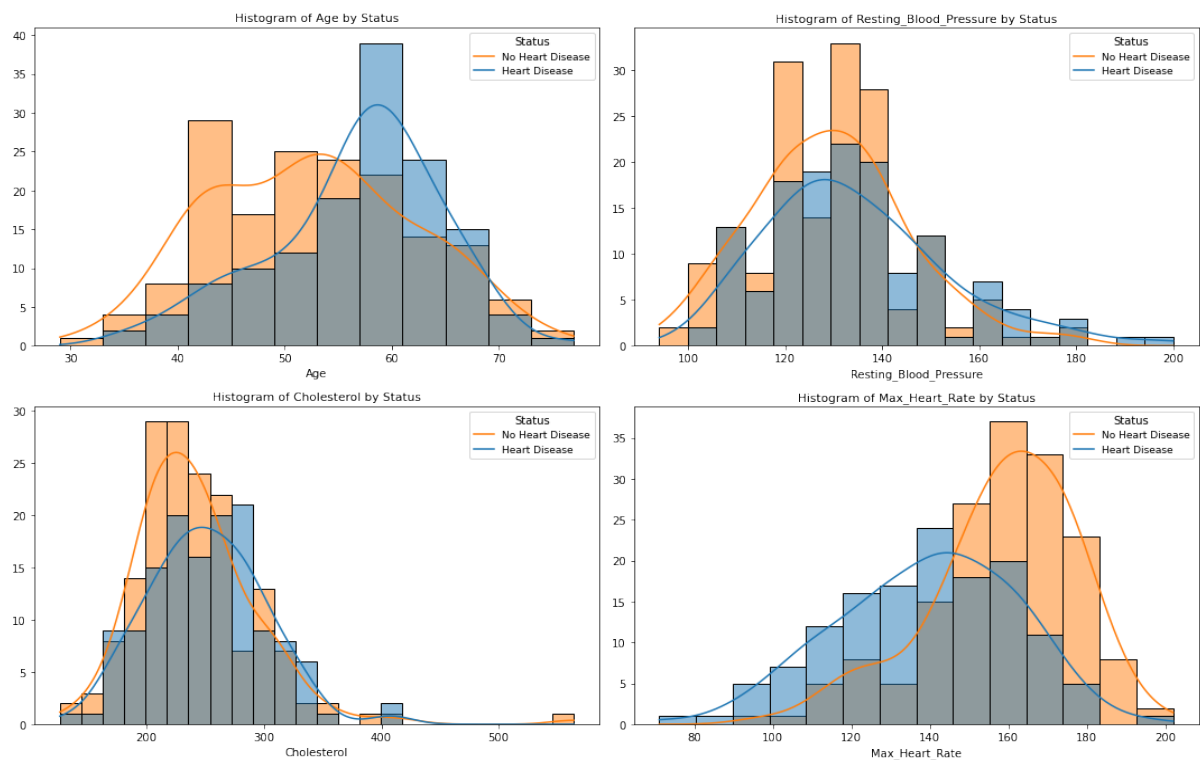 Histogram of Age by Status
40
35
30
25
20
15
10
5
0
Status
No Heart Disease
Heart Disease
30 40 50 60 70
Age
Histogram of Resting_Blood_Pressure by Status
30
25
20
15
10
5
0
Status
No Heart Disease
Heart Disease
100 120 140 160 180 200
Resting_Blood_Pressure
Histogram of Cholesterol by Status
30
25
20
15
10
5
0
Status
No Heart Disease
Heart Disease
200 300 400 500
Cholesterol
Histogram of Max_Heart_Rate by Status
35
30
25
20
15
10
5
0
Status
No Heart Disease
Heart Disease
80 100 120 140 160 180 200
Max_Heart_Rate